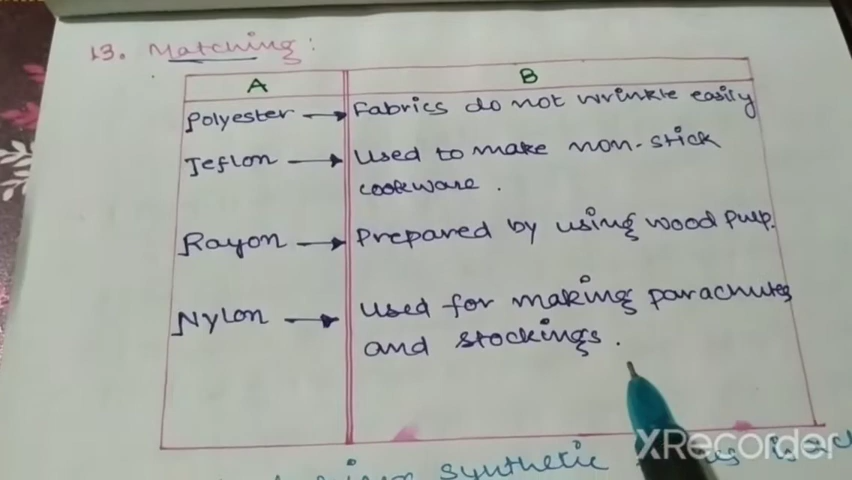 13. Matching:
A
B
Polyester → Fabrics do not wrinkle easily
Teflon → Used to make non-stick
cookware.
Rayon → Prepared by using wood pulp.
Nylon → Used for making parachutes
and stockings.
synthetic
XRecorder